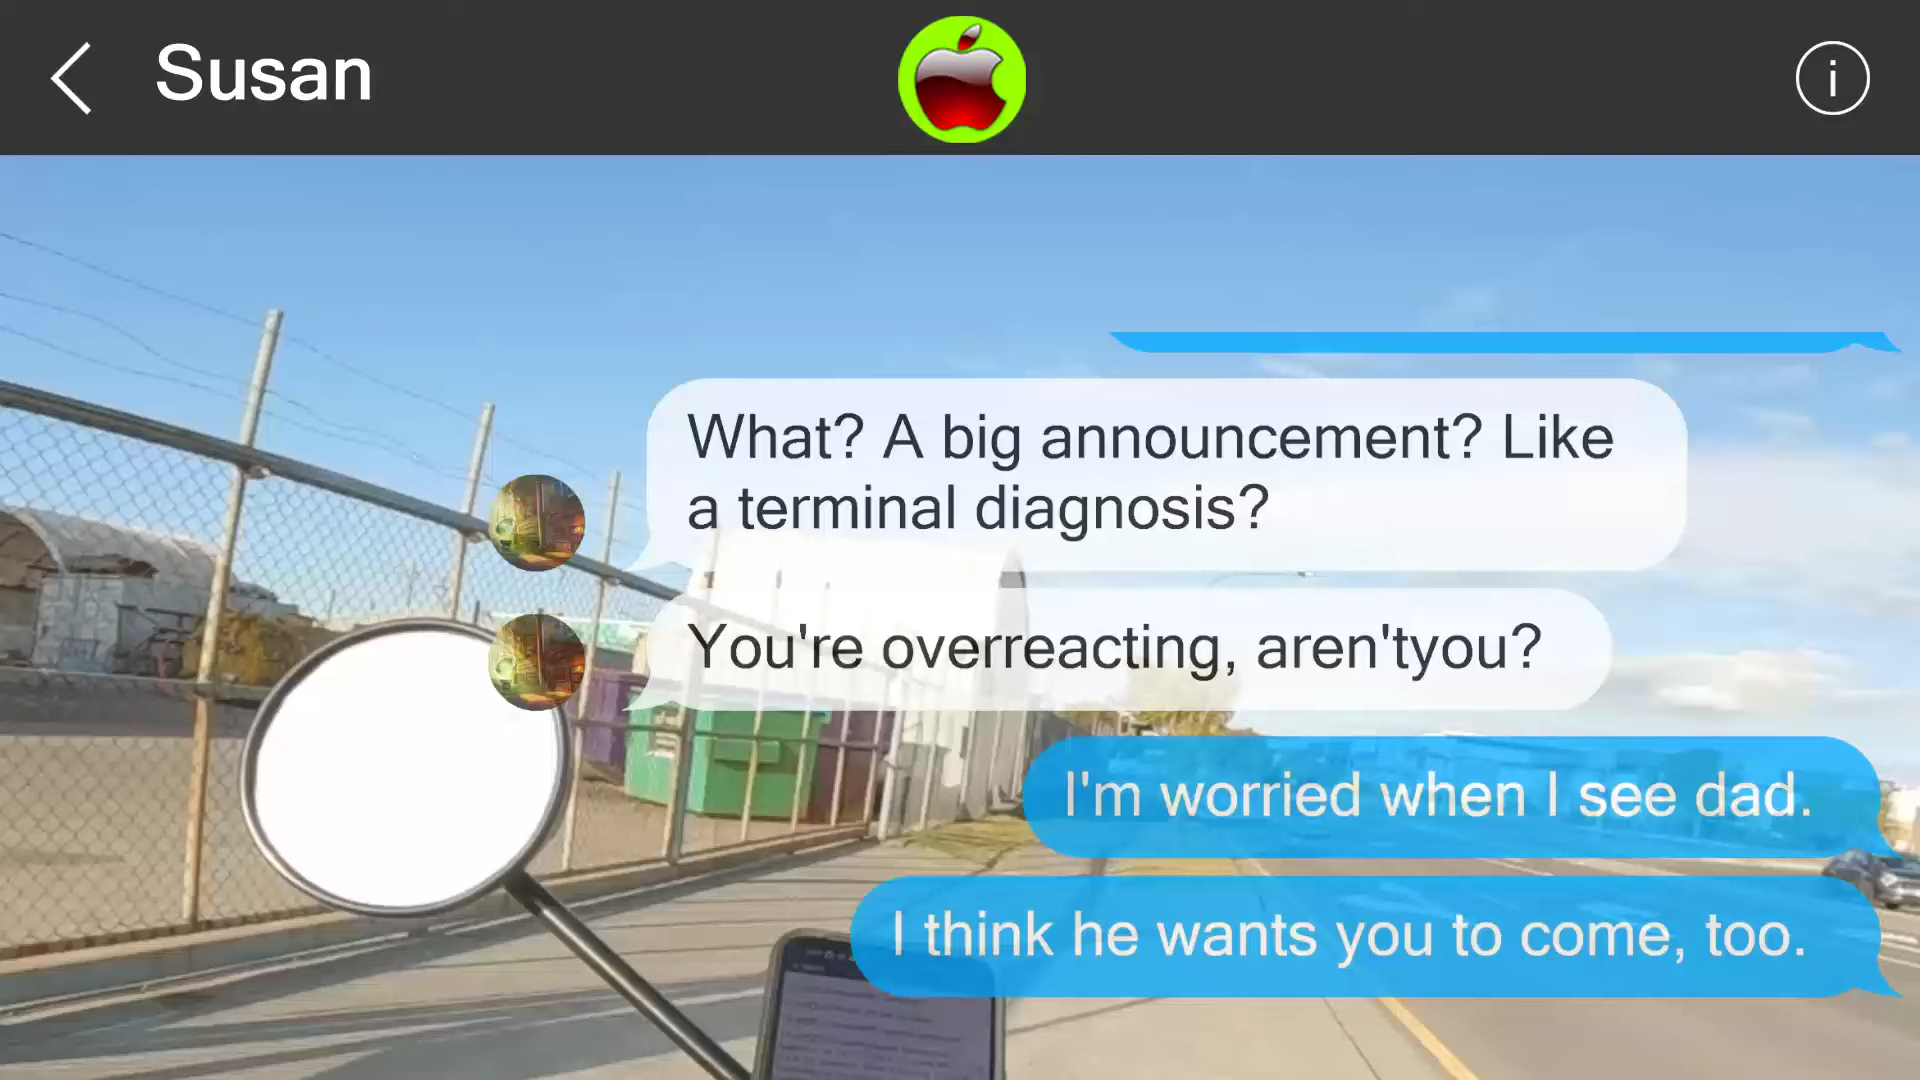 Susan
i
What? A big announcement? Like
a terminal diagnosis?
You're overreacting, aren'tyou?
I'm worried when I see dad.
I think he wants you to come, too.